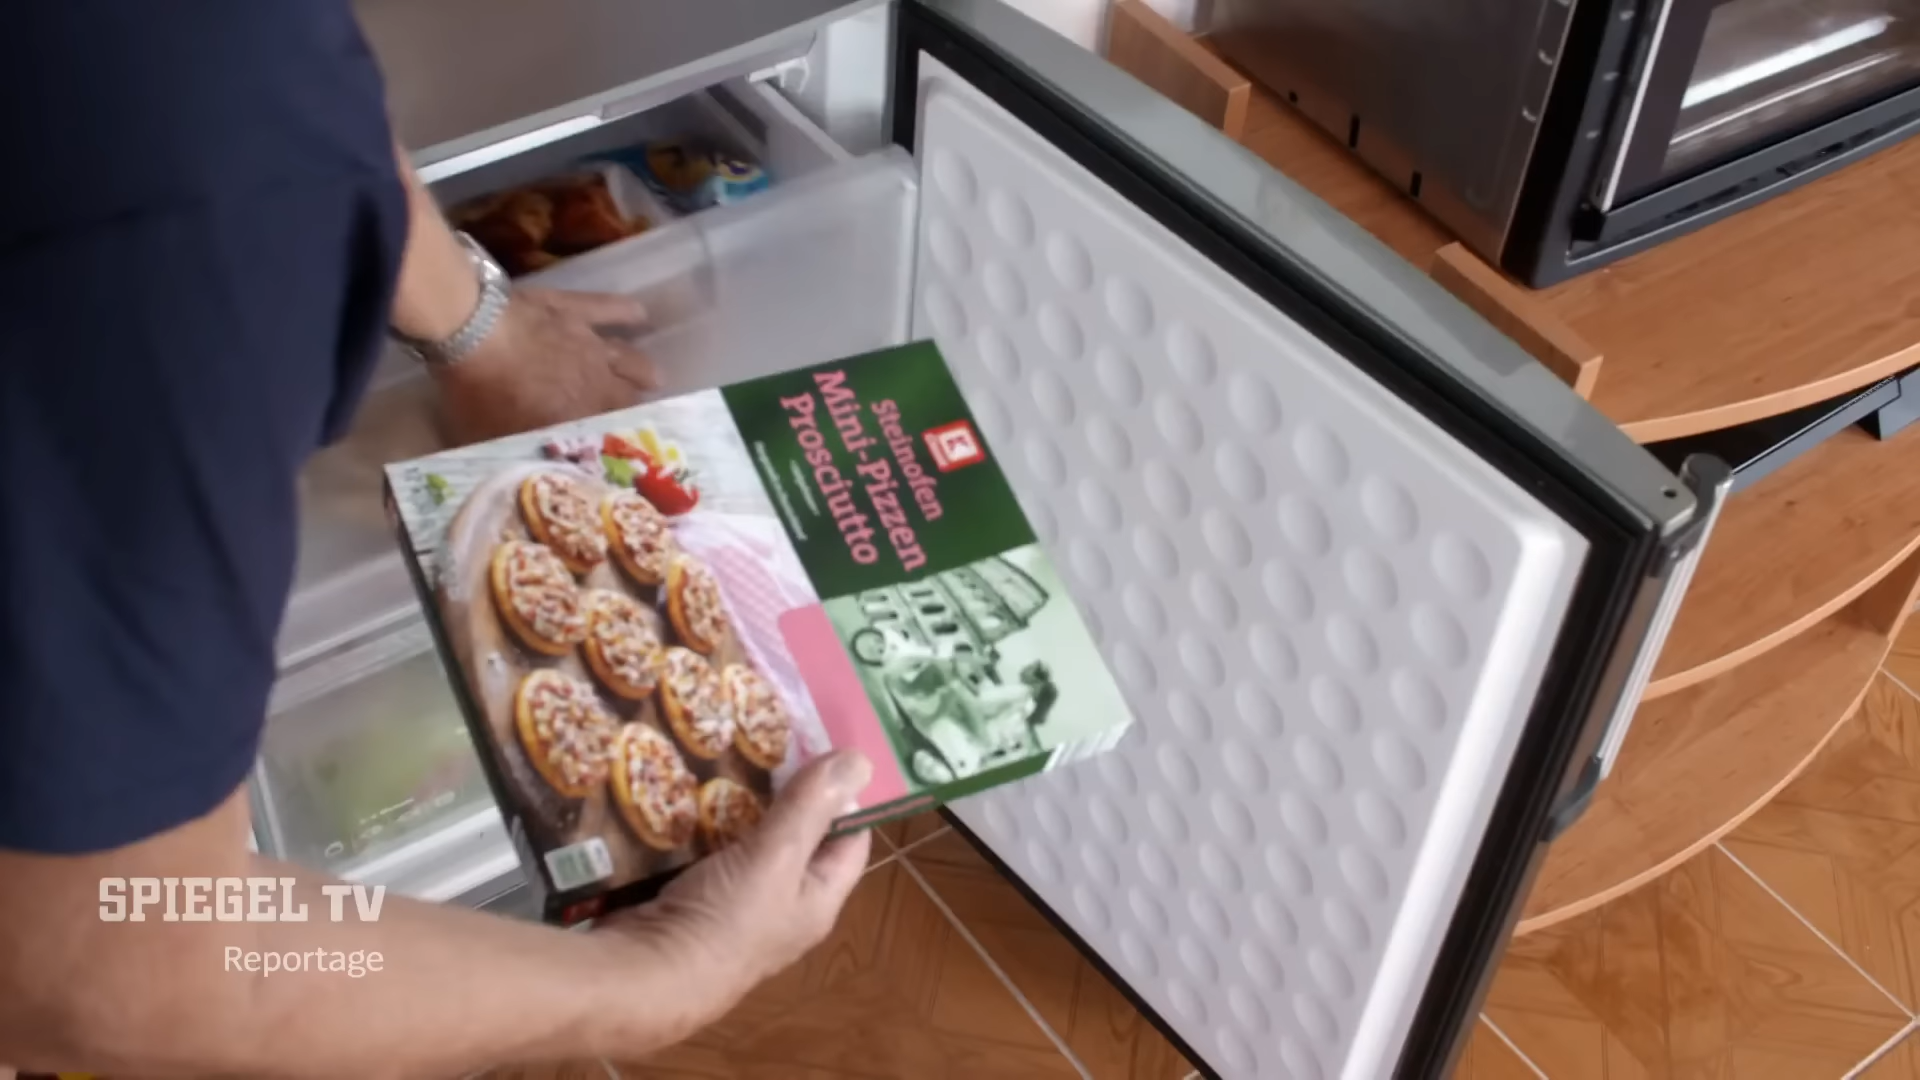 Steinofen
Mini-Pizzen
Prosciutto
K
SPIEGEL TV
Reportage